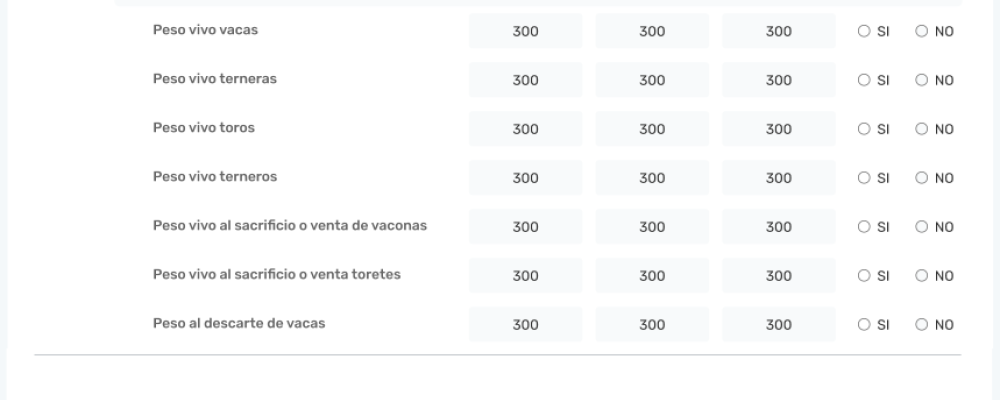 Peso vivo vacas 300 300 300 SI NO
Peso vivo terneras 300 300 300 SI NO
Peso vivo toros 300 300 300 SI NO
Peso vivo terneros 300 300 300 SI NO
Peso vivo al sacrificio o venta de vaconas 300 300 300 SI NO
Peso vivo al sacrificio o venta toretes 300 300 300 SI NO
Peso al descarte de vacas 300 300 300 SI NO